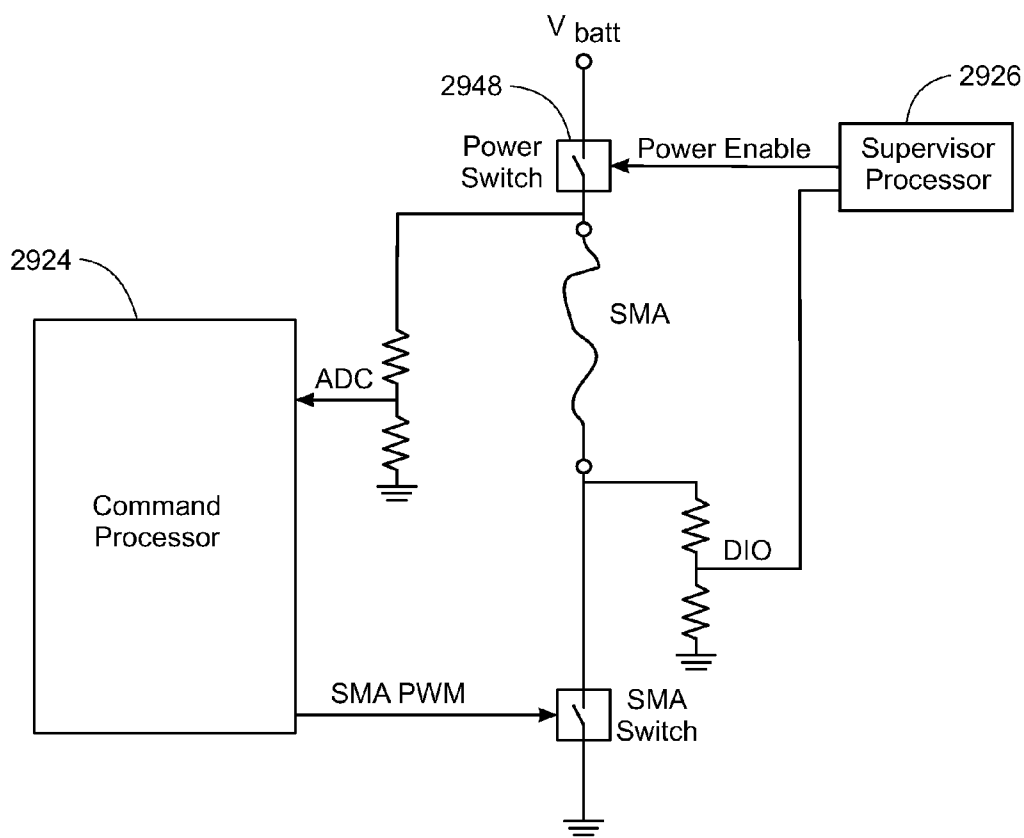 V batt
2948
2926
Power
Switch
Power Enable
Supervisor
Processor
2924
SMA
ADC
Command
Processor
DIO
SMA PWM
SMA
Switch